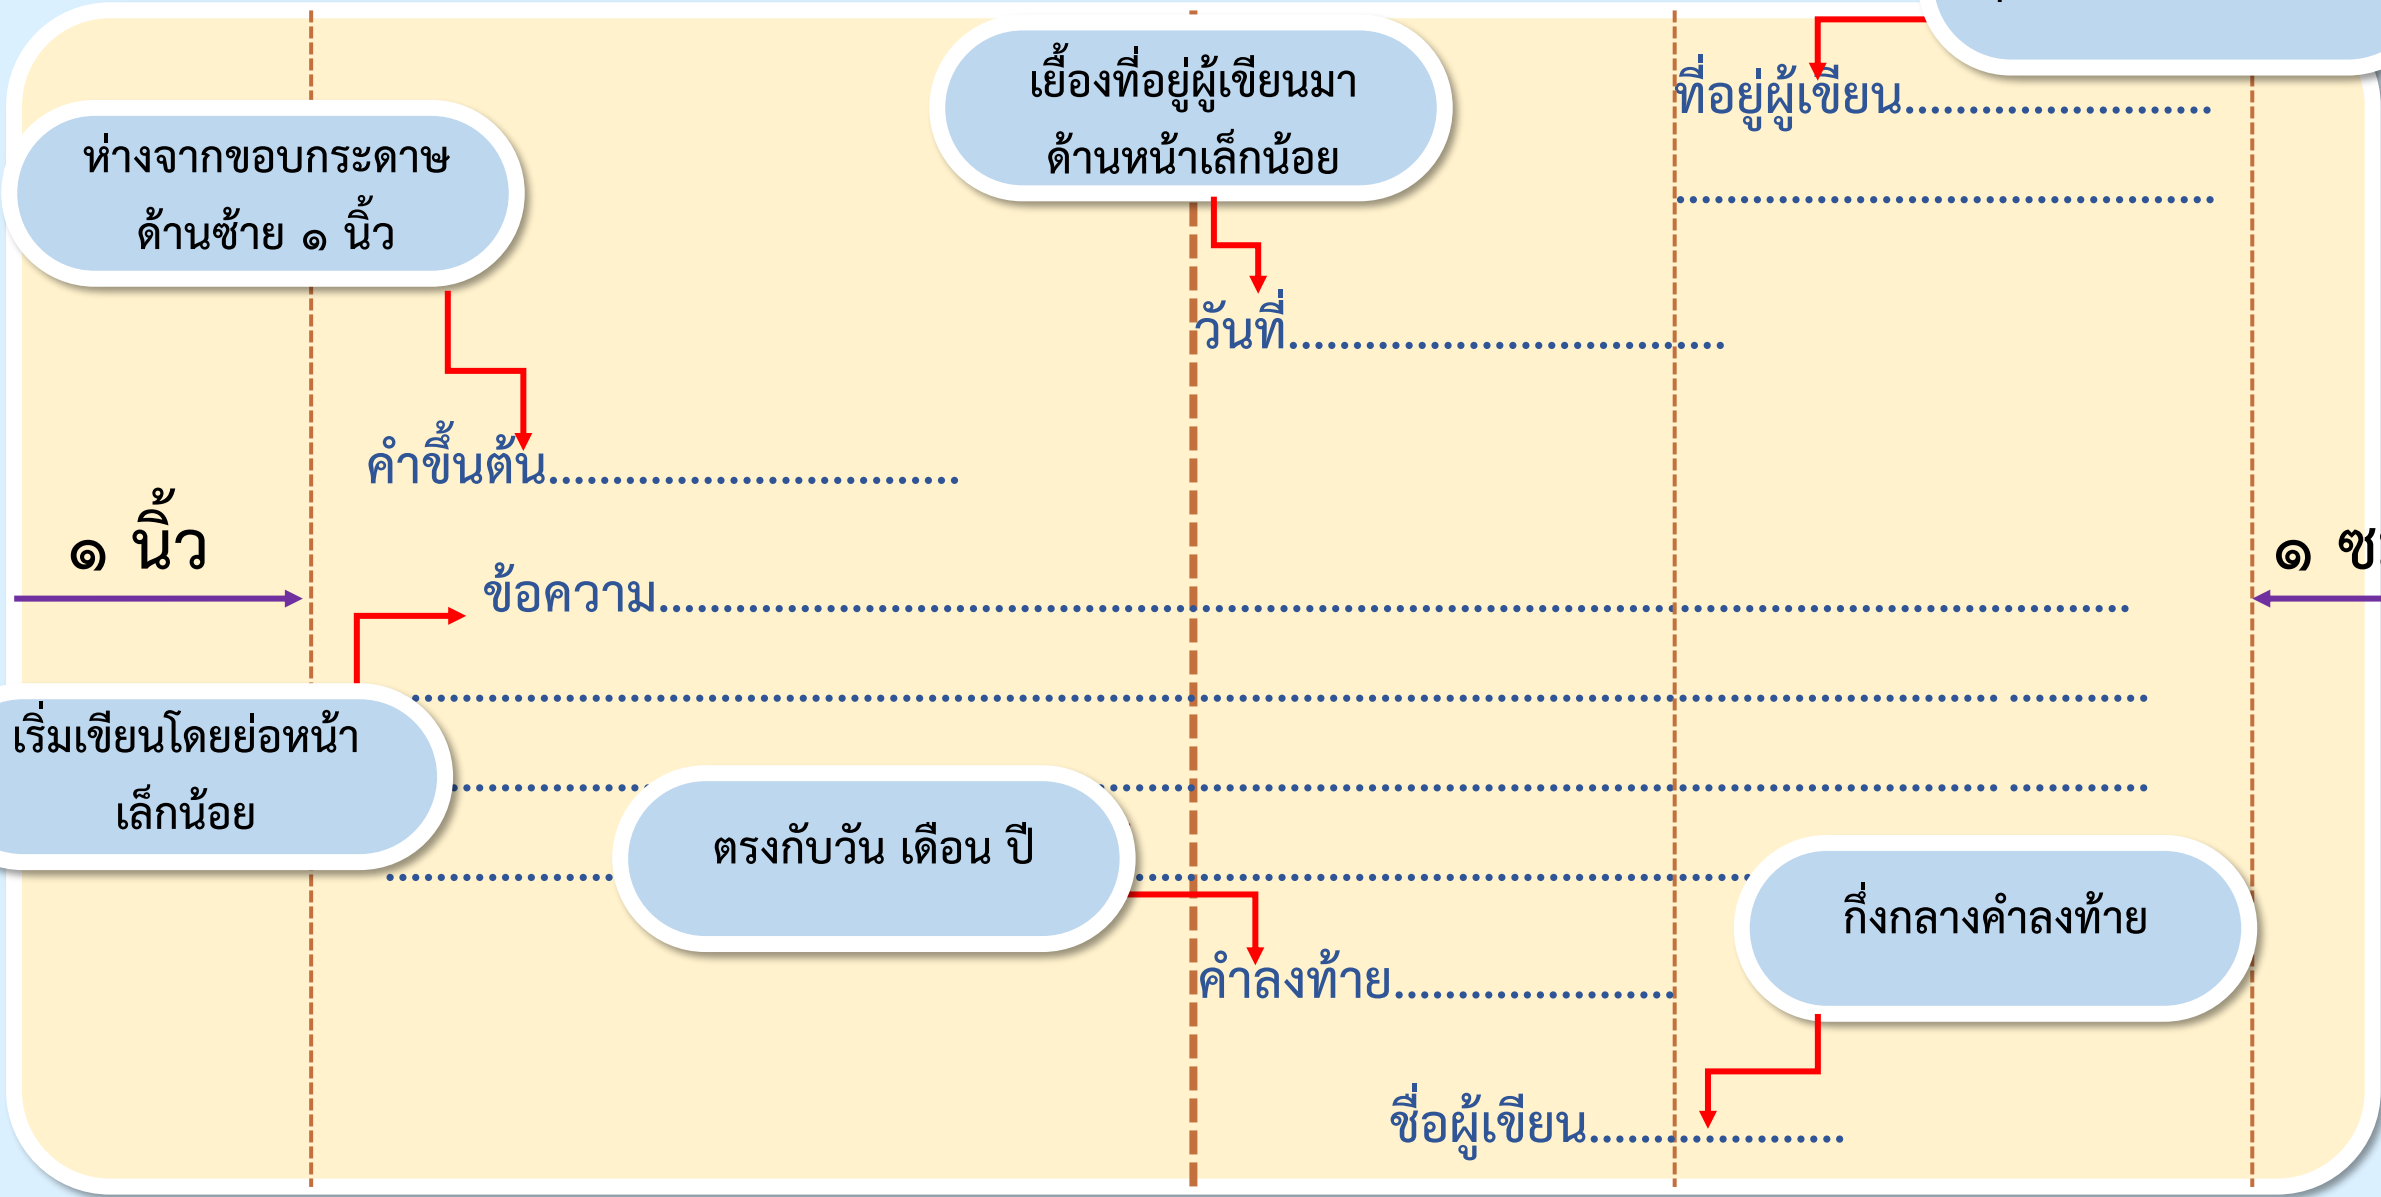 เยื้องที่อยู่ผู้เขียนมา
ด้านหน้าเล็กน้อย
ที่อยู่ผู้เขียน........................
..........................................
ห่างจากขอบกระดาษ
ด้านซ้าย ๑ นิ้ว
วันที่..................................
คำขึ้นต้น................................
๑ นิ้ว
๑
ข้อความ...................................................................................................................
เริ่มเขียนโดยย่อหน้า
เล็กน้อย
ตรงกับวัน เดือน ปี
กึ่งกลางคำลงท้าย
คำลงท้าย......................
ชื่อผู้เขียน....................